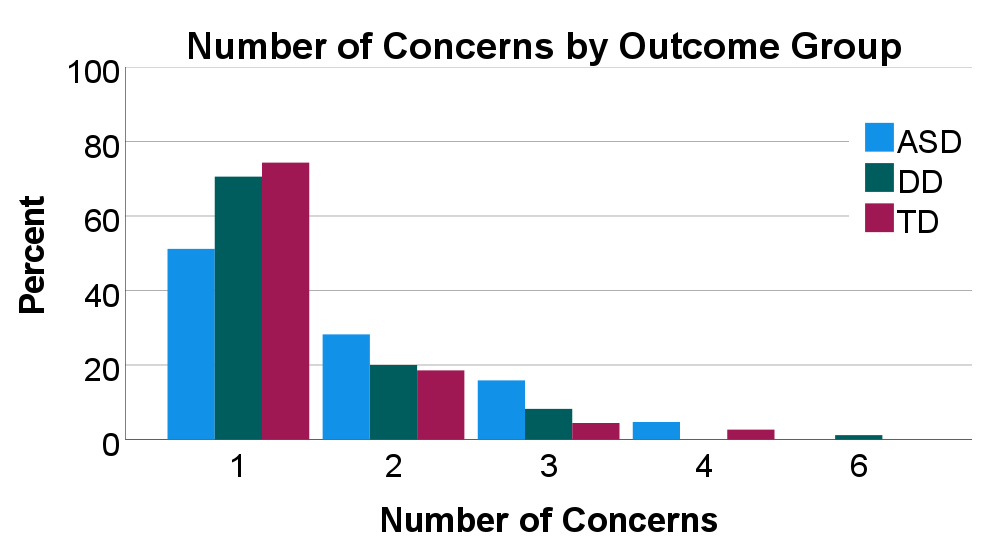 Number of Concerns by Outcome Group
100
80
60
40
20
0
Percent
ASD
DD
TD
1 2 3 4 6
Number of Concerns